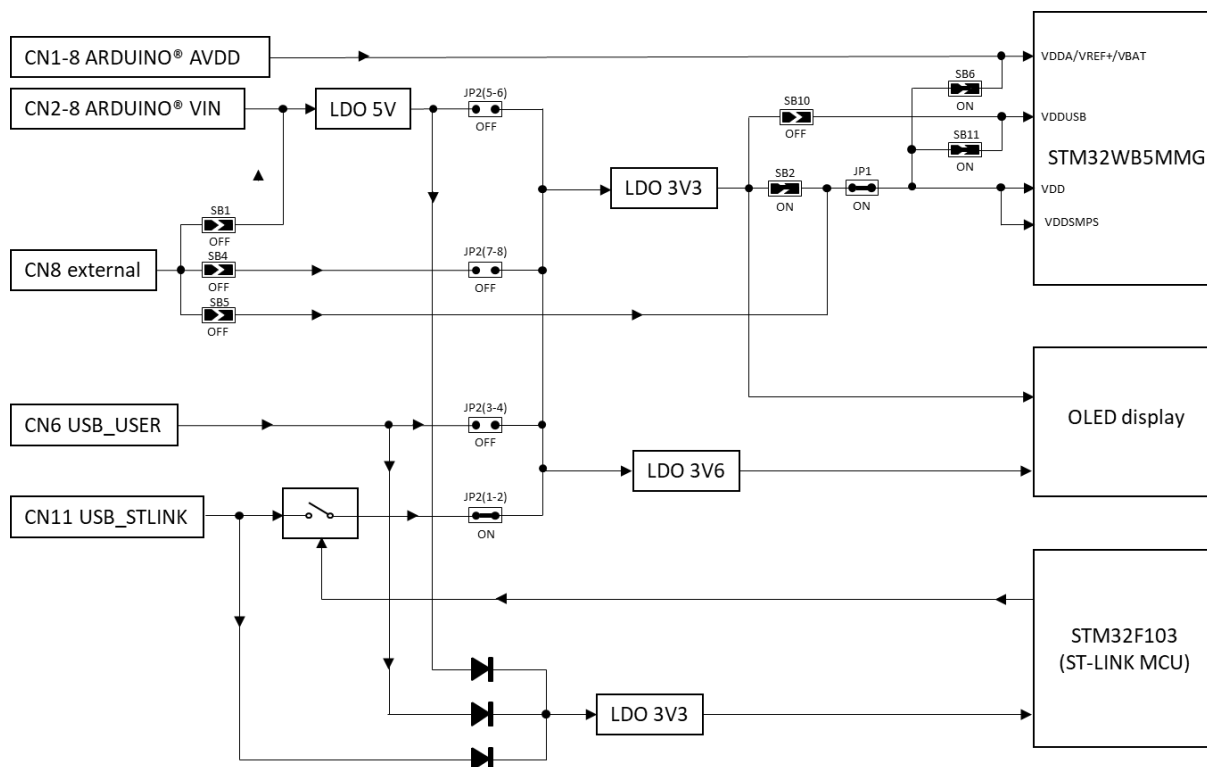 CN1-8 ARDUINO® AVDD
CN2-8 ARDUINO® VIN
LDO 5V
JP2(5-6)
OFF
SB1
OFF
CN8 external
SB4
OFF
SB5
OFF
JP2(7-8)
OFF
LDO 3V3
SB10
OFF
SB2
ON
JP1
ON
SB6
ON
SB11
ON
VDDA/VREF+/VBAT
VDDUSB
STM32WB5MMG
VDD
VDDSMPS
CN6 USB_USER
JP2(3-4)
OFF
LDO 3V6
OLED display
CN11 USB_STLINK
JP2(1-2)
ON
STM32F103
(ST-LINK MCU)
LDO 3V3